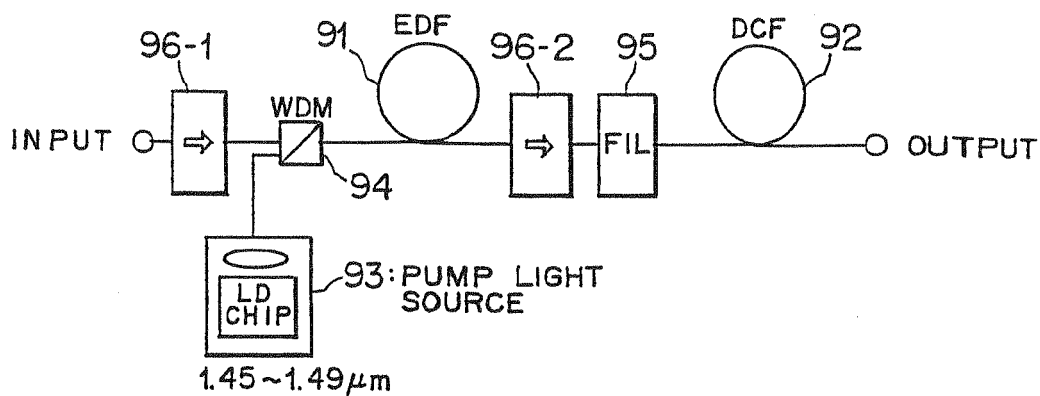 96-1
91
EDF
96-2
95
DCF
92
WDM
INPUT
⇨
94
⇨
FIL
OUTPUT
LD
CHIP
93: PUMP LIGHT
SOURCE
1.45~1.49μm